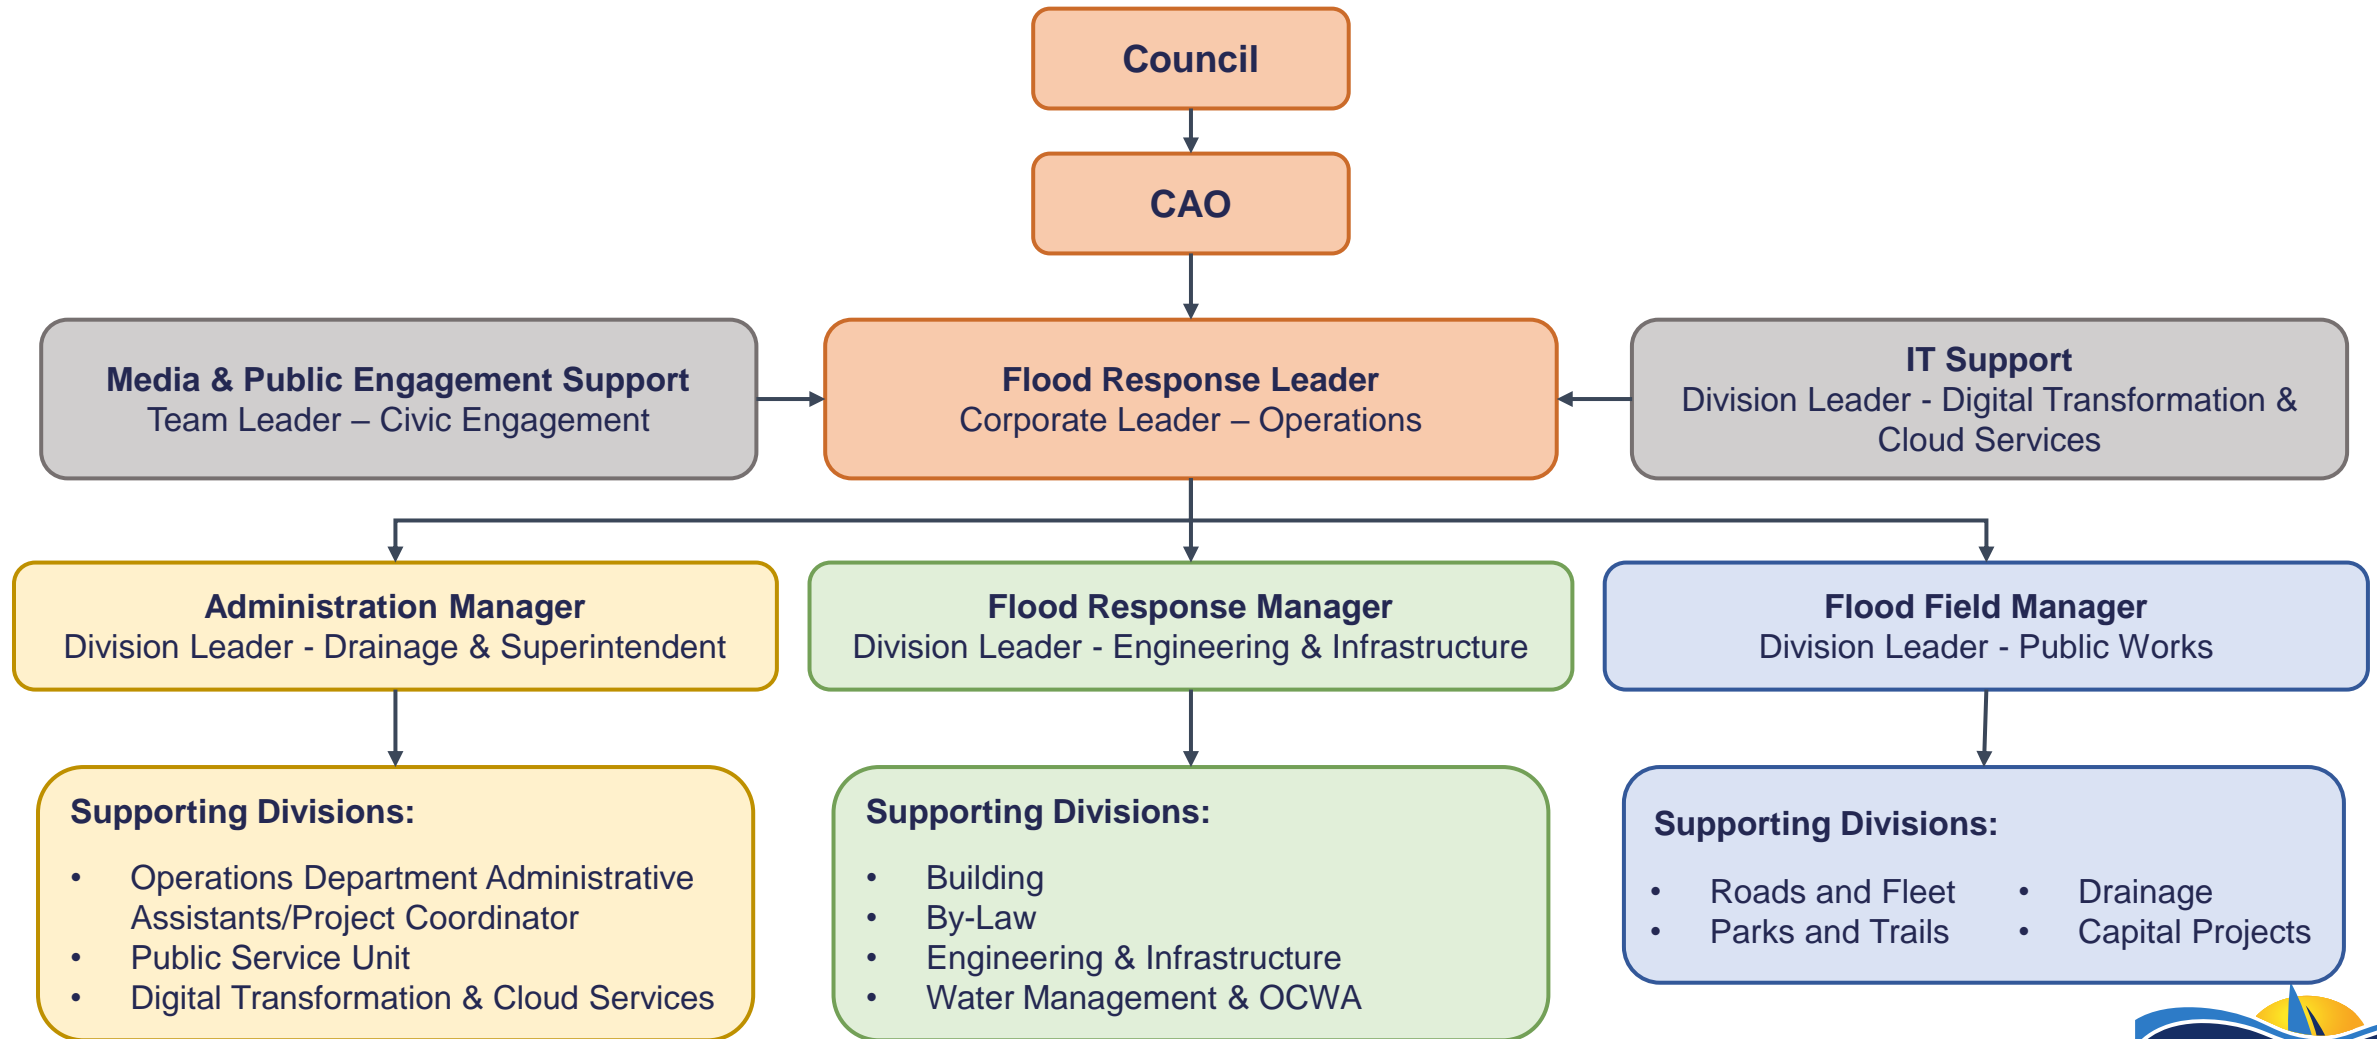 Council
CAO
Media & Public Engagement Support
Team Leader – Civic Engagement
Flood Response Leader
Corporate Leader – Operations
IT Support
Division Leader - Digital Transformation &
Cloud Services
Administration Manager
Division Leader - Drainage & Superintendent
Flood Response Manager
Division Leader - Engineering & Infrastructure
Flood Field Manager
Division Leader - Public Works
Supporting Divisions:
• Operations Department Administrative
Assistants/Project Coordinator
• Public Service Unit
• Digital Transformation & Cloud Services
Supporting Divisions:
• Building
• By-Law
• Engineering & Infrastructure
• Water Management & OCWA
Supporting Divisions:
• Roads and Fleet
• Parks and Trails
• Drainage
• Capital Projects